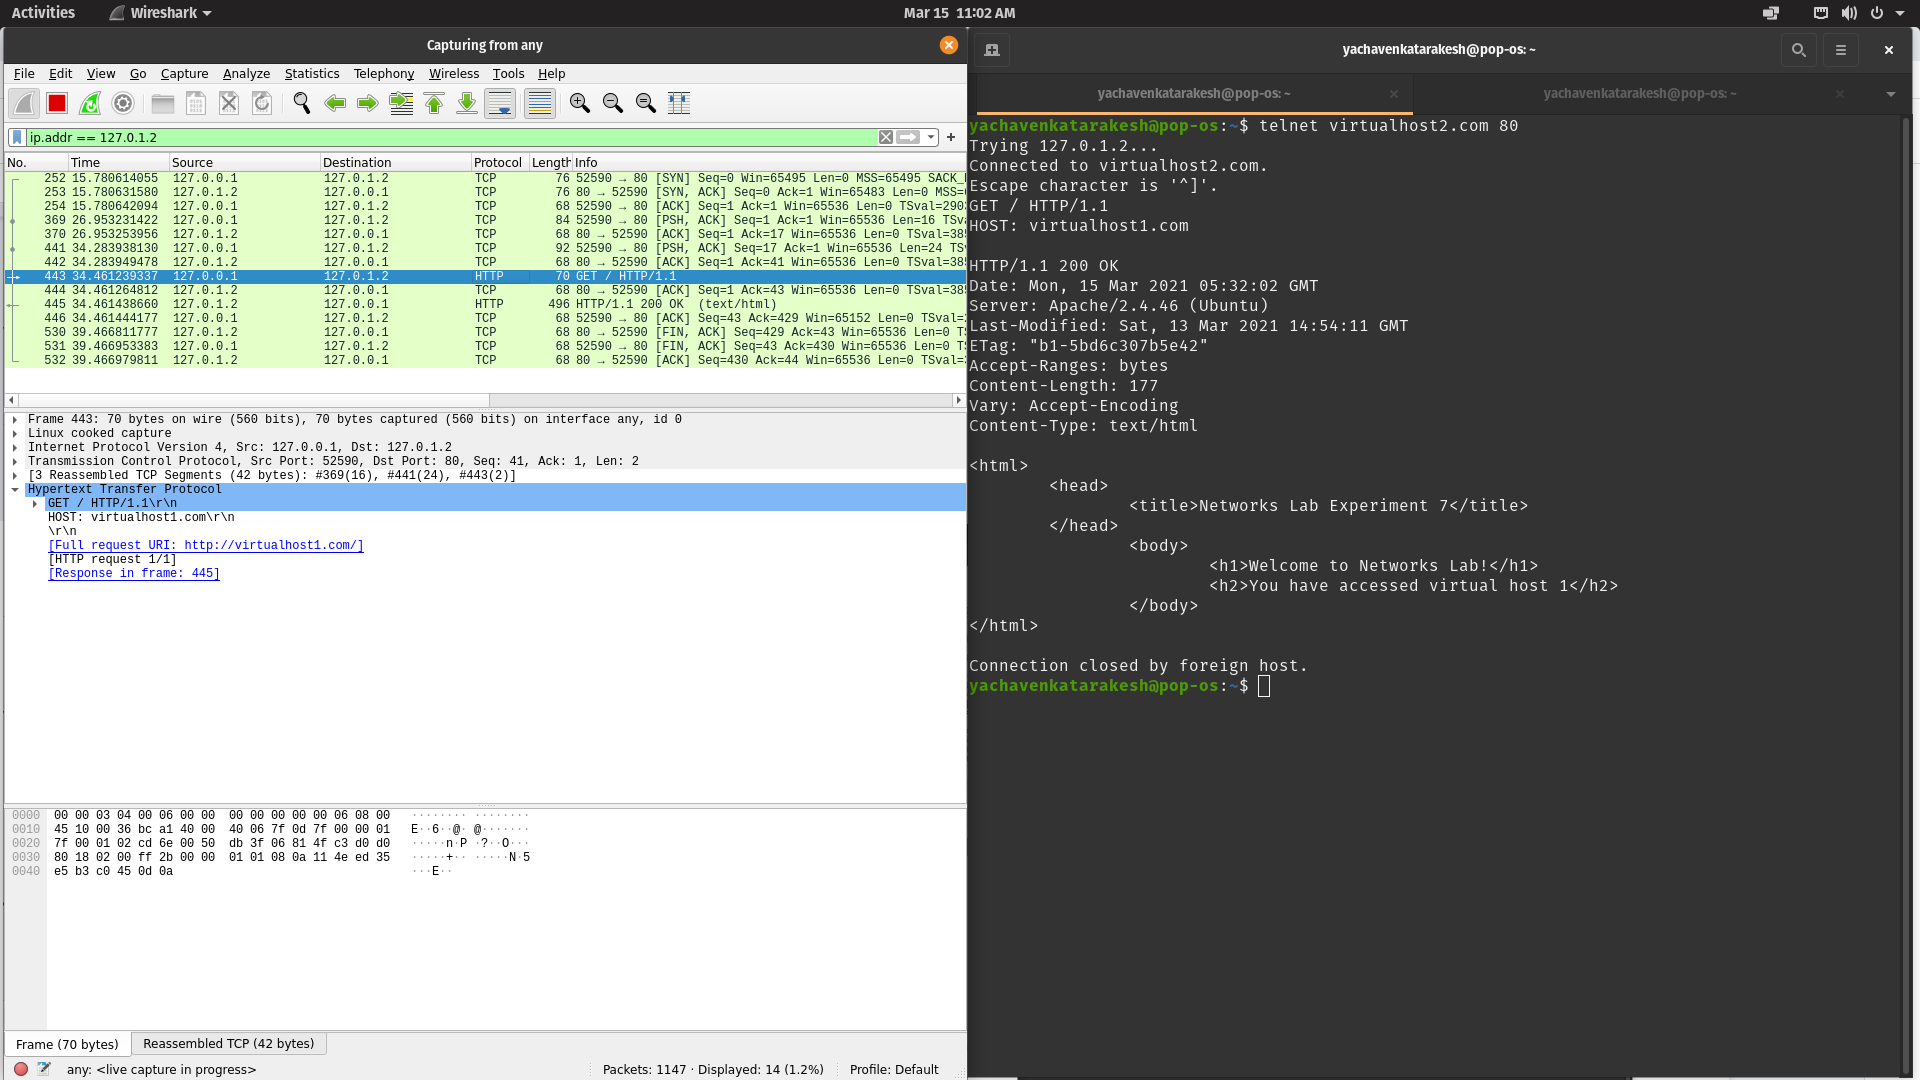 Activities Wireshark Mar 15 11:02 AM
Capturing from any
File Edit View Go Capture Analyze Statistics Telephony Wireless Tools Help
ip.addr == 127.0.1.2
No. Time Source Destination Protocol Length Info
252 15.780614055 127.0.0.1 127.0.1.2 TCP 76 52590 → 80 [SYN] Seq=0 Win=65495 Len=0 MSS=65495 SACK_
253 15.780631580 127.0.1.2 127.0.0.1 TCP 76 80 → 52590 [SYN, ACK] Seq=0 Ack=1 Win=65483 Len=0 MSS=
254 15.780642094 127.0.0.1 127.0.1.2 TCP 68 52590 → 80 [ACK] Seq=1 Ack=1 Win=65536 Len=0 TSval=290
369 26.953231422 127.0.0.1 127.0.1.2 TCP 84 52590 → 80 [PSH, ACK] Seq=1 Ack=1 Win=65536 Len=16 TSv
370 26.953253956 127.0.1.2 127.0.0.1 TCP 68 80 → 52590 [ACK] Seq=1 Ack=17 Win=65536 Len=0 TSval=38
441 34.283938130 127.0.0.1 127.0.1.2 TCP 92 52590 → 80 [PSH, ACK] Seq=17 Ack=1 Win=65536 Len=24 TS
442 34.283949478 127.0.1.2 127.0.0.1 TCP 68 80 → 52590 [ACK] Seq=1 Ack=41 Win=65536 Len=0 TSval=38
443 34.461239337 127.0.0.1 127.0.1.2 HTTP 70 GET / HTTP/1.1
444 34.461264812 127.0.1.2 127.0.0.1 TCP 68 80 → 52590 [ACK] Seq=1 Ack=43 Win=65536 Len=0 TSval=38
445 34.461438660 127.0.1.2 127.0.0.1 HTTP 496 HTTP/1.1 200 OK (text/html)
446 34.461444177 127.0.0.1 127.0.1.2 TCP 68 52590 → 80 [ACK] Seq=43 Ack=429 Win=65152 Len=0 TSval=
530 39.466811777 127.0.1.2 127.0.0.1 TCP 68 80 → 52590 [FIN, ACK] Seq=429 Ack=43 Win=65536 Len=0 T
531 39.466953383 127.0.0.1 127.0.1.2 TCP 68 52590 → 80 [FIN, ACK] Seq=43 Ack=430 Win=65536 Len=0 T
532 39.466979811 127.0.1.2 127.0.0.1 TCP 68 80 → 52590 [ACK] Seq=430 Ack=44 Win=65536 Len=0 TSval=
Frame 443: 70 bytes on wire (560 bits), 70 bytes captured (560 bits) on interface any, id 0
Linux cooked capture
Internet Protocol Version 4, Src: 127.0.0.1, Dst: 127.0.1.2
Transmission Control Protocol, Src Port: 52590, Dst Port: 80, Seq: 41, Ack: 1, Len: 2
[3 Reassembled TCP Segments (42 bytes): #369(16), #441(24), #443(2)]
Hypertext Transfer Protocol
GET / HTTP/1.1\r\n
HOST: virtualhost1.com\r\n
\r\n
[Full request URI: http://virtualhost1.com/]
[HTTP request 1/1]
[Response in frame: 445]
0000 00 00 03 04 00 06 00 00 00 00 00 00 00 06 08 00 ········ ········
0010 45 10 00 36 bc a1 40 00 40 06 7f 0d 7f 00 00 01 E··6··@· @·······
0020 7f 00 01 02 cd 6e 00 50 db 3f 06 81 4f c3 d0 d0 ·····n·P ·?··O···
0030 80 18 02 00 ff 2b 00 00 01 01 08 0a 11 4e ed 35 ·····+·· ·····N·5
0040 e5 b3 c0 45 0d 0a ···E··
Frame (70 bytes) Reassembled TCP (42 bytes)
any: <live capture in progress> Packets: 1147 · Displayed: 14 (1.2%) Profile: Default
yachavenkatarakesh@pop-os: ~
yachavenkatarakesh@pop-os: ~ yachavenkatarakesh@pop-os: ~
yachavenkatarakesh@pop-os:~$ telnet virtualhost2.com 80
Trying 127.0.1.2...
Connected to virtualhost2.com.
Escape character is '^]'.
GET / HTTP/1.1
HOST: virtualhost1.com
HTTP/1.1 200 OK
Date: Mon, 15 Mar 2021 05:32:02 GMT
Server: Apache/2.4.46 (Ubuntu)
Last-Modified: Sat, 13 Mar 2021 14:54:11 GMT
ETag: "b1-5bd6c307b5e42"
Accept-Ranges: bytes
Content-Length: 177
Vary: Accept-Encoding
Content-Type: text/html
<html>
<head>
<title>Networks Lab Experiment 7</title>
</head>
<body>
<h1>Welcome to Networks Lab!</h1>
<h2>You have accessed virtual host 1</h2>
</body>
</html>
Connection closed by foreign host.
yachavenkatarakesh@pop-os:~$